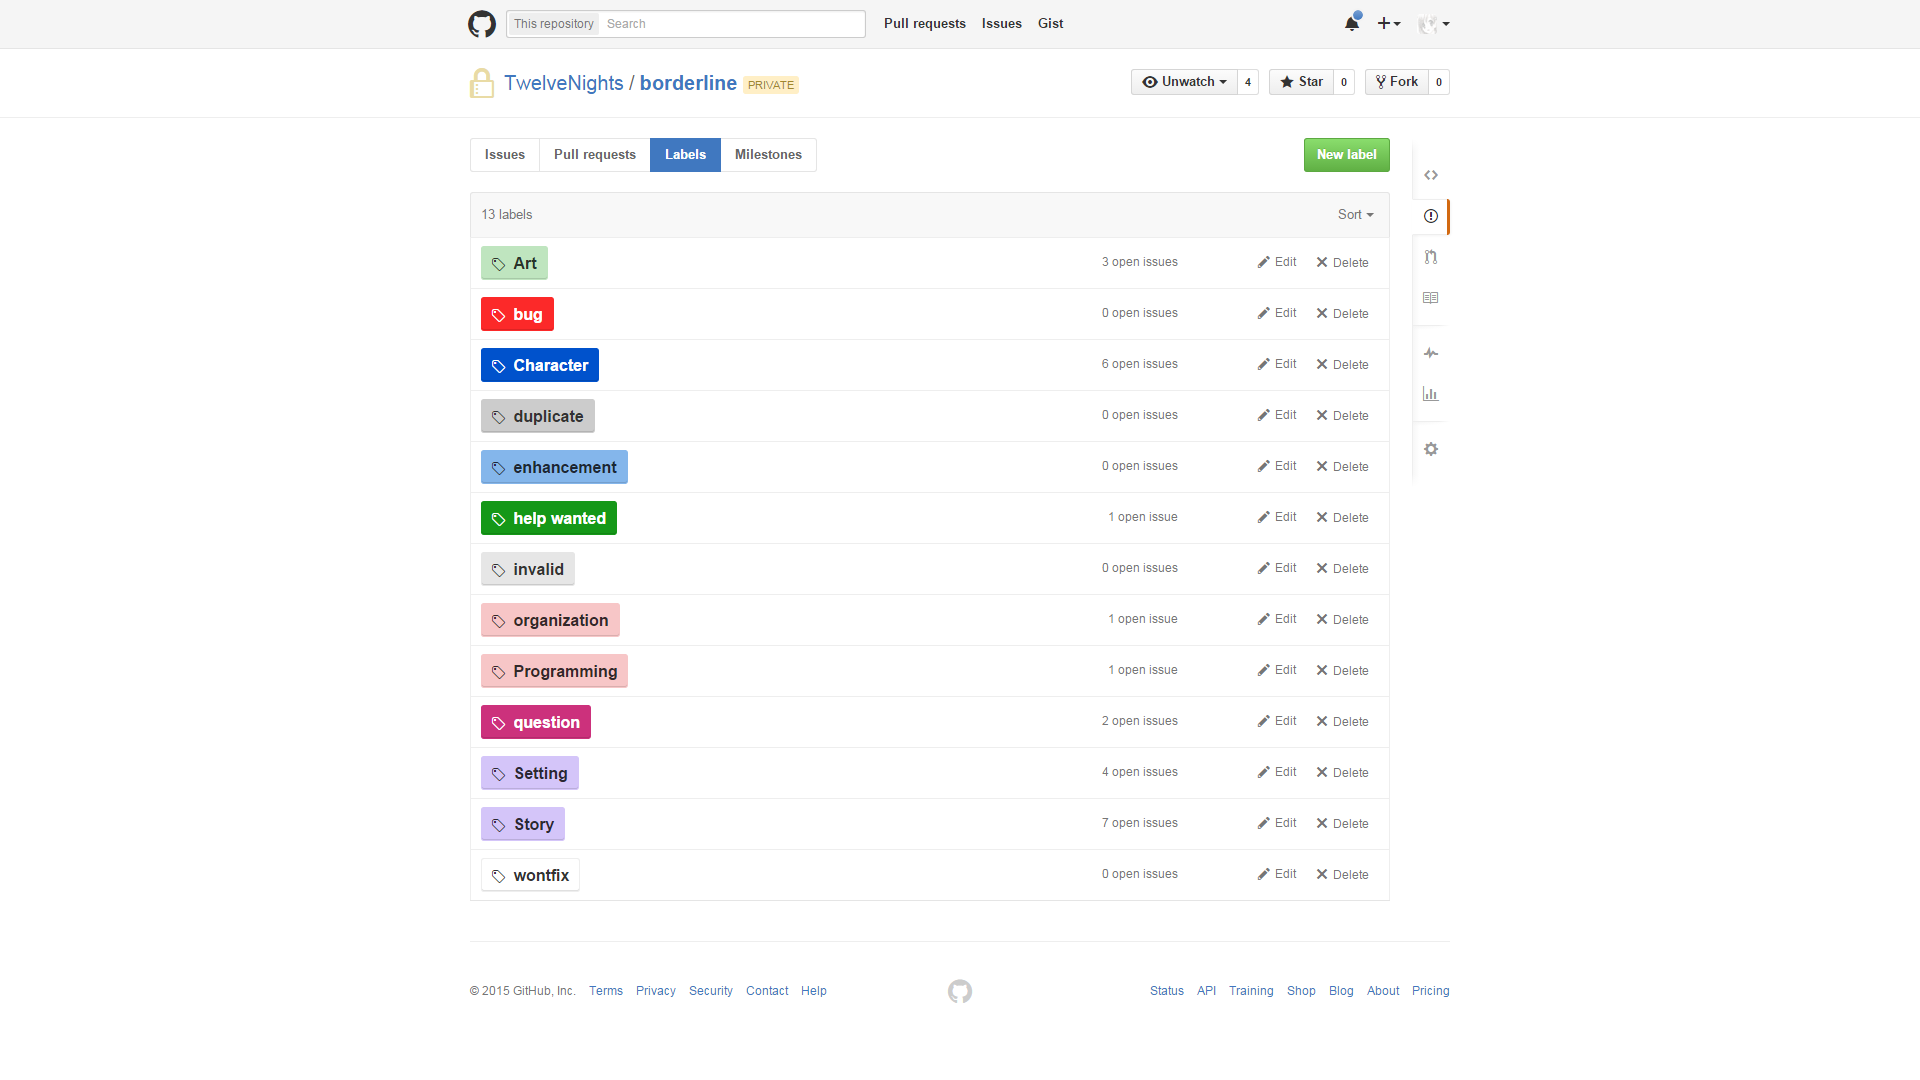 This repository Search Pull requests Issues Gist
TwelveNights / borderline PRIVATE Unwatch 4 Star 0 Fork 0
Issues Pull requests Labels Milestones New label
13 labels Sort
Art 3 open issues Edit Delete
bug 0 open issues Edit Delete
Character 6 open issues Edit Delete
duplicate 0 open issues Edit Delete
enhancement 0 open issues Edit Delete
help wanted 1 open issue Edit Delete
invalid 0 open issues Edit Delete
organization 1 open issue Edit Delete
Programming 1 open issue Edit Delete
question 2 open issues Edit Delete
Setting 4 open issues Edit Delete
Story 7 open issues Edit Delete
wontfix 0 open issues Edit Delete
© 2015 GitHub, Inc. Terms Privacy Security Contact Help Status API Training Shop Blog About Pricing